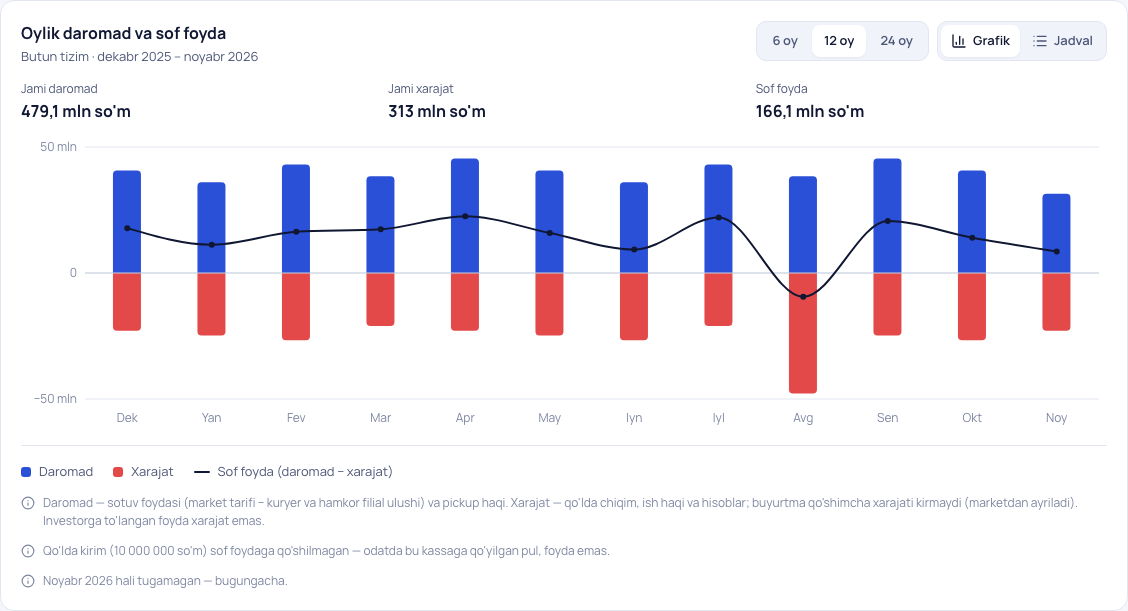 Oylik daromad va sof foyda
Butun tizim · dekabr 2025 – noyabr 2026
6 oy
12 oy
24 oy
Grafik
Jadval
Jami daromad
479,1 mln so'm
Jami xarajat
313 mln so'm
Sof foyda
166,1 mln so'm
50 mln
0
−50 mln
Dek
Yan
Fev
Mar
Apr
May
Iyn
Iyl
Avg
Sen
Okt
Noy
Daromad
Xarajat
Sof foyda (daromad − xarajat)
Daromad — sotuv foydasi (market tarifi − kuryer va hamkor filial ulushi) va pickup haqi. Xarajat — qo'lda chiqim, ish haqi va hisoblar; buyurtma qo'shimcha xarajati kirmaydi (marketdan ayriladi).
Investorga to'langan foyda xarajat emas.
Qo'lda kirim (10 000 000 so'm) sof foydaga qo'shilmagan — odatda bu kassaga qo'yilgan pul, foyda emas.
Noyabr 2026 hali tugamagan — bugungacha.